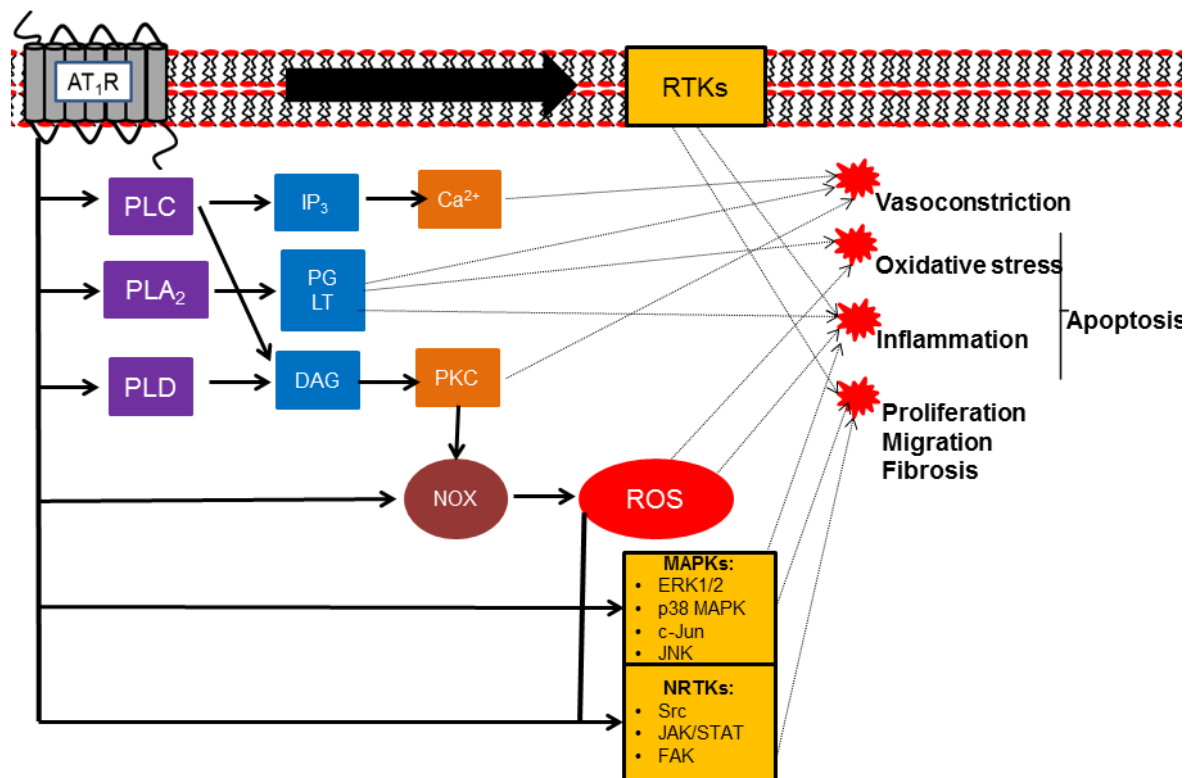 AT₁R
RTKs
PLC
IP₃
Ca²⁺
Vasoconstriction
PLA₂
PG
LT
Oxidative stress
Inflammation
Apoptosis
PLD
DAG
PKC
Proliferation
Migration
Fibrosis
NOX
ROS
MAPKs:
• ERK1/2
• p38 MAPK
• c-Jun
• JNK
NRTKs:
• Src
• JAK/STAT
• FAK